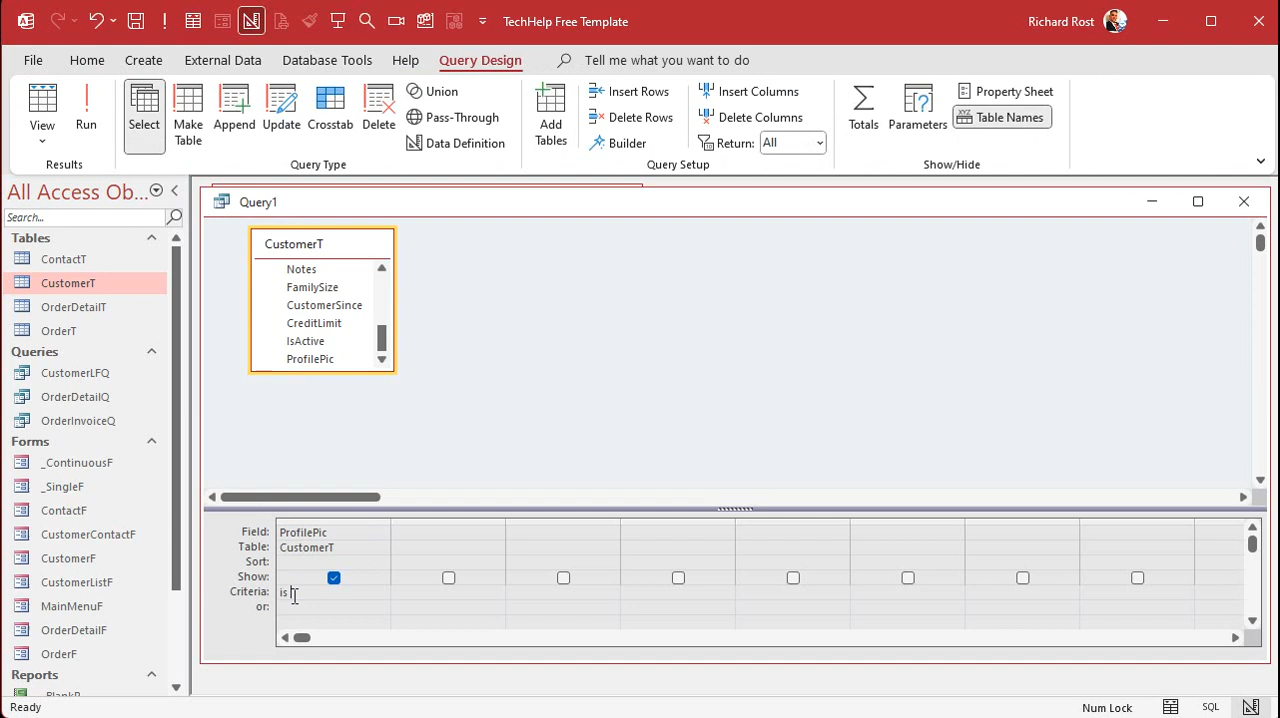 TechHelp Free Template
Richard Rost
File Home Create External Data Database Tools Help Query Design Tell me what you want to do
View
Run
Select
Make Table
Append
Update
Crosstab
Delete
Union
Pass-Through
Data Definition
Add Tables
Insert Rows
Delete Rows
Builder
Insert Columns
Delete Columns
Return: All
Totals
Parameters
Property Sheet
Table Names
Results
Query Type
Query Setup
Show/Hide
All Access Ob...
Search...
Tables
ContactT
CustomerT
OrderDetailT
OrderT
Queries
CustomerLFQ
OrderDetailQ
OrderInvoiceQ
Forms
_ContinuousF
_SingleF
ContactF
CustomerContactF
CustomerF
CustomerListF
MainMenuF
OrderDetailF
OrderF
Reports
Query1
CustomerT
Notes
FamilySize
CustomerSince
CreditLimit
IsActive
ProfilePic
Field: ProfilePic
Table: CustomerT
Sort:
Show:
Criteria: is
or:
Ready
Num Lock
SQL